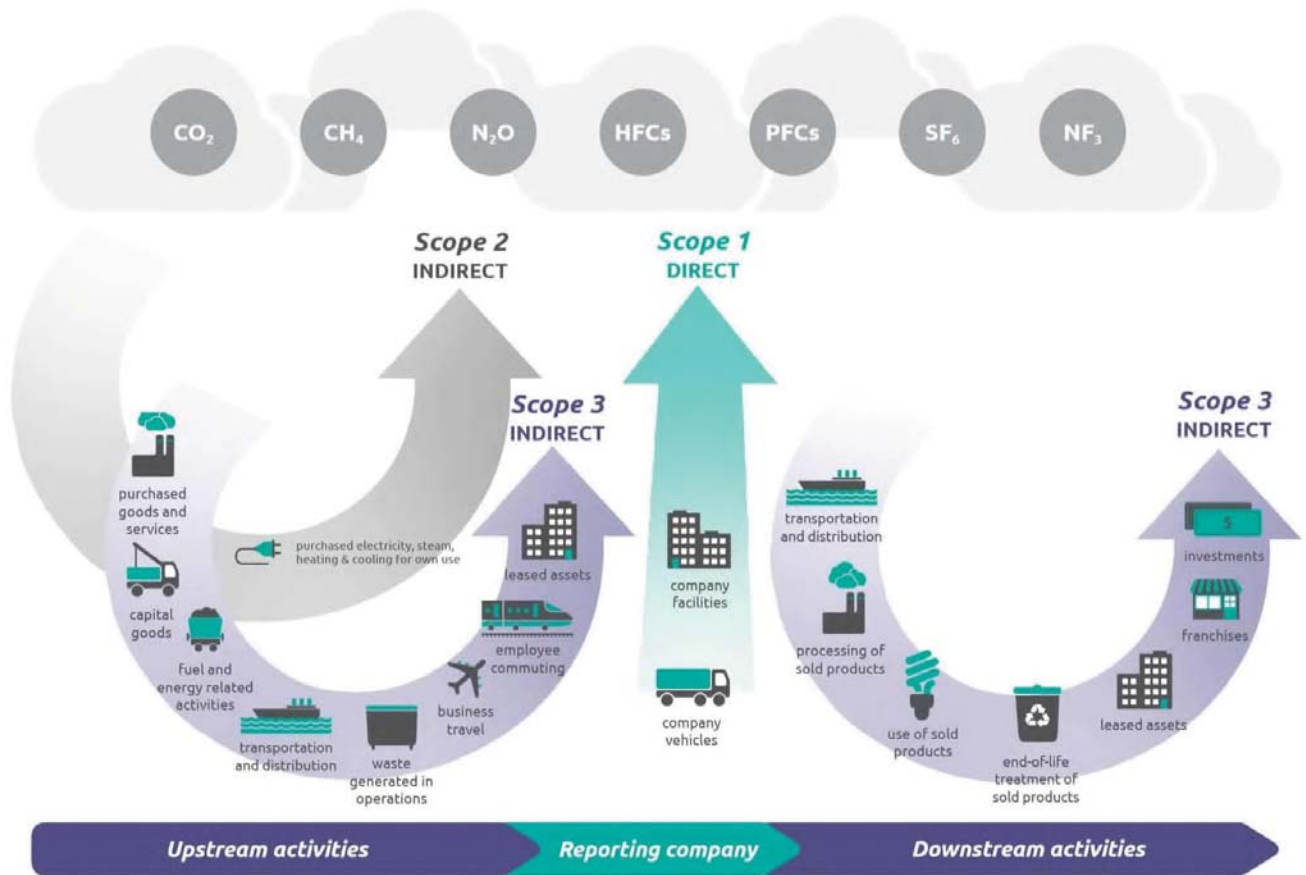 CO₂
CH₄
N₂O
HFCs
PFCs
SF₆
NF₃
Scope 2
INDIRECT
Scope 1
DIRECT
Scope 3
INDIRECT
Scope 3
INDIRECT
purchased
goods and
services
capital
goods
fuel and
energy related
activities
transportation
and distribution
waste
generated in
operations
business
travel
employee
commuting
leased assets
purchased electricity, steam,
heating & cooling for own use
company
facilities
company
vehicles
transportation
and distribution
processing of
sold products
use of sold
products
end-of-life
treatment of
sold products
leased assets
franchises
$
investments
Upstream activities
Reporting company
Downstream activities